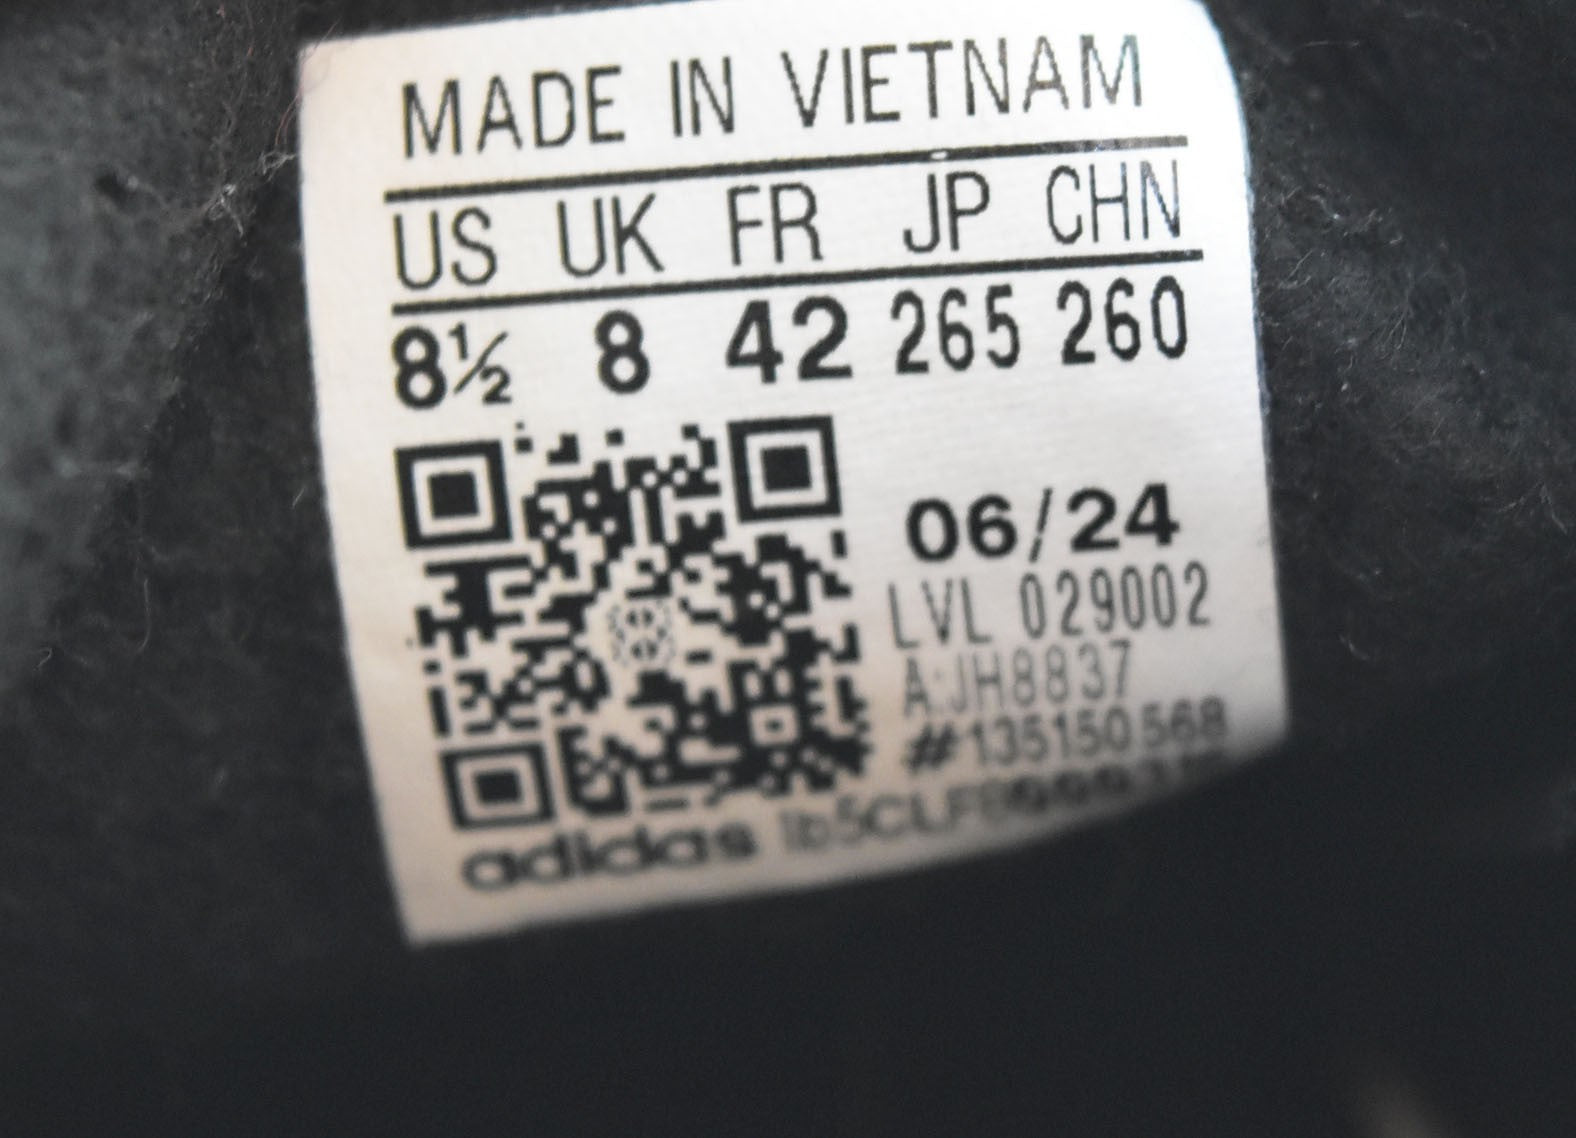 MADE IN VIETNAM
US UK FR JP CHN
8½ 8 42 265 260
06/24
LVL 029002
A:JH8837
#135150568
adidas